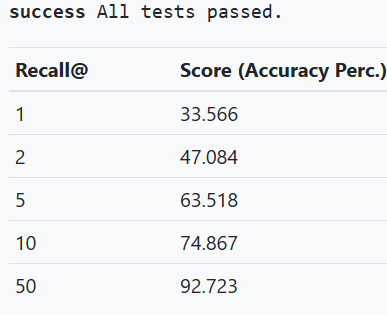 success All tests passed.
Recall@ Score (Accuracy Perc.)
1 33.566
2 47.084
5 63.518
10 74.867
50 92.723